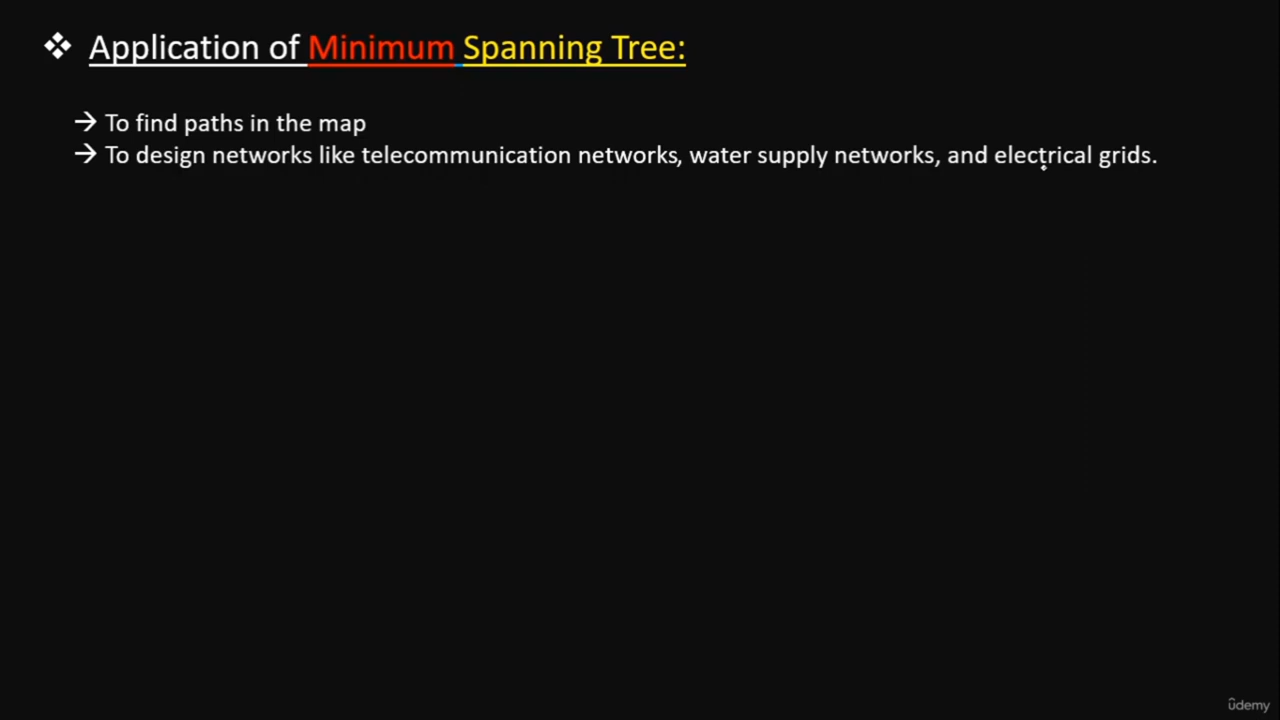 ❖ Application of Minimum Spanning Tree:
→ To find paths in the map
→ To design networks like telecommunication networks, water supply networks, and electrical grids.
ûdemy